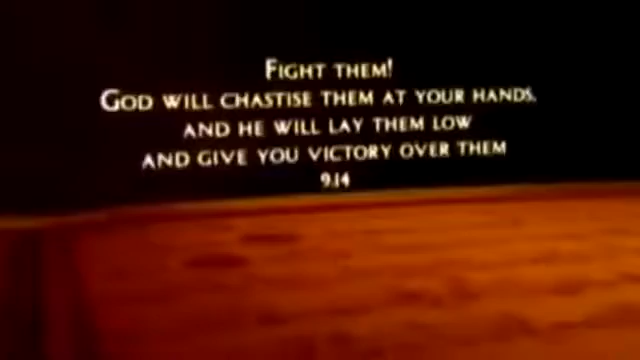 FIGHT THEM!
GOD WILL CHASTISE THEM AT YOUR HANDS,
AND HE WILL LAY THEM LOW
AND GIVE YOU VICTORY OVER THEM
9.14